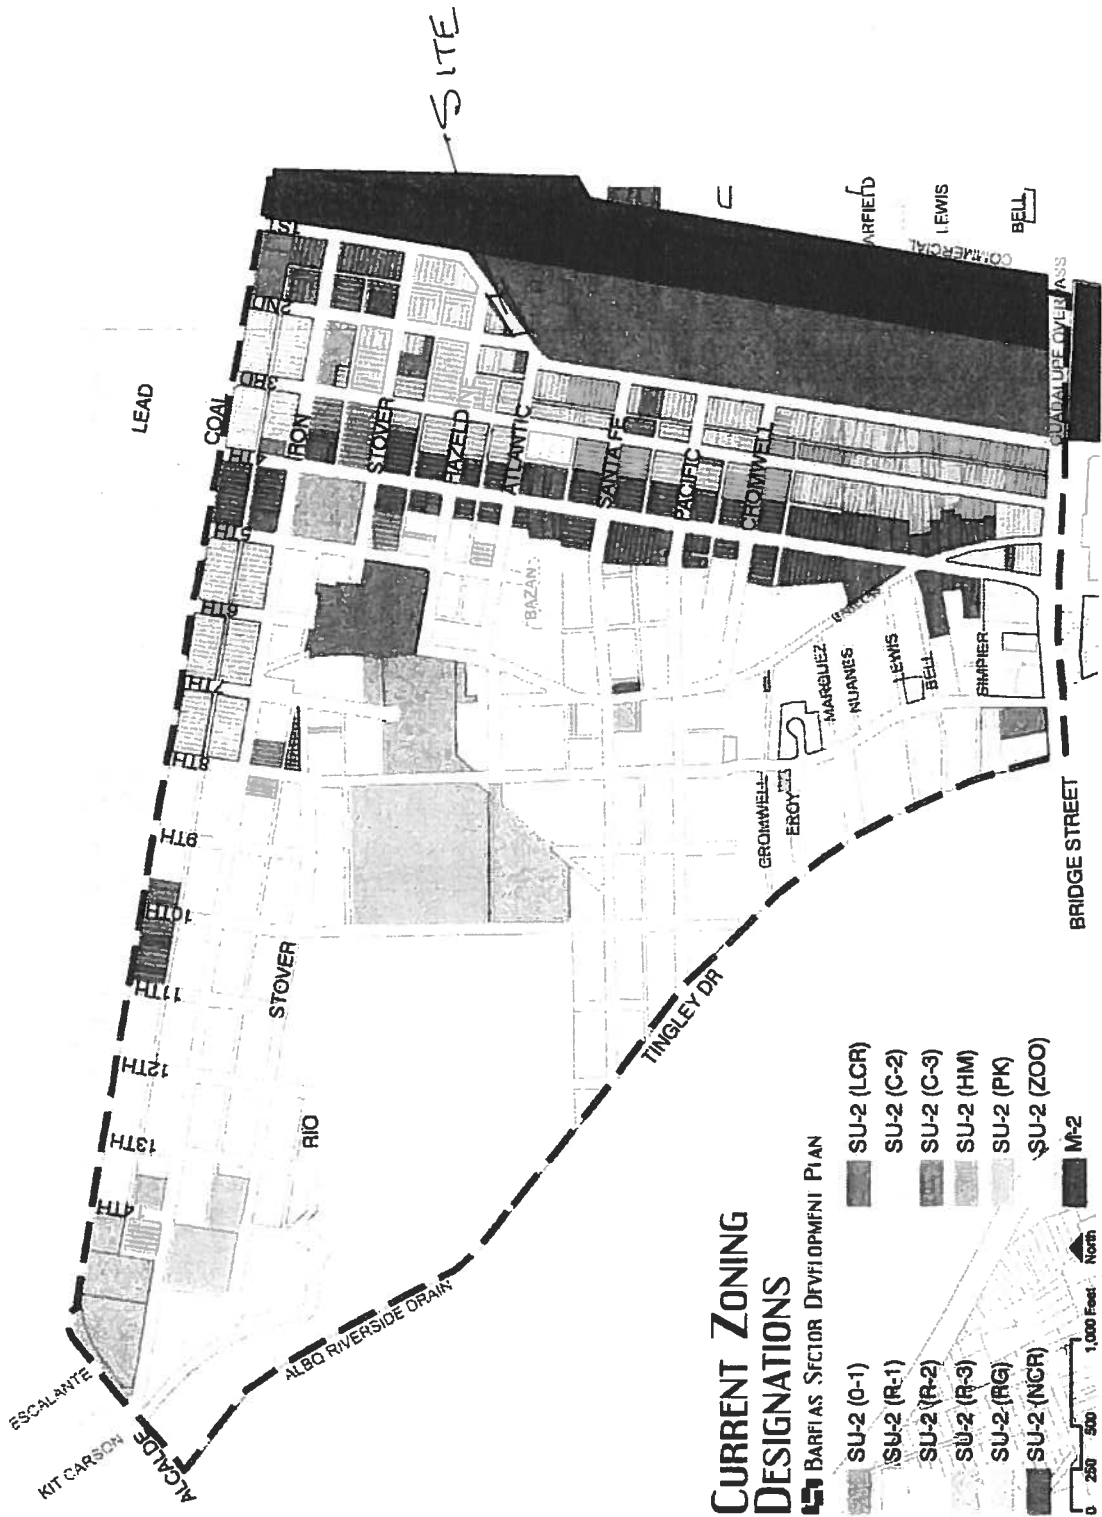 SITE
LEAD
COAL
1ST
2ND
3RD
4TH
5TH
6TH
7TH
8TH
9TH
10TH
11TH
12TH
13TH
14TH
IRON
STOVER
HAZELD
ATLANTIC
SANTA FE
PACIFIC
CROMWELL
BAZAN
ARFIELD
LEWIS
BELL
COMMERCIAL
GUADALUPE OVERPASS
MARQUEZ
NUANES
LEWIS
BELL
SIMPIER
CROMWELL
EROY
BRIDGE STREET
STOVER
RIO
TINGLEY DR
ALBQ RIVERSIDE DRAIN
ESCALANTE
KIT CARSON
ALCALDE
CURRENT ZONING
DESIGNATIONS
BARELAS SECTOR DEVELOPMENT PLAN
SU-2 (O-1)
SU-2 (R-1)
SU-2 (R-2)
SU-2 (R-3)
SU-2 (RG)
SU-2 (NCR)
SU-2 (LCR)
SU-2 (C-2)
SU-2 (C-3)
SU-2 (HM)
SU-2 (PK)
SU-2 (ZOO)
M-2
0 250 500 1,000 Feet
North